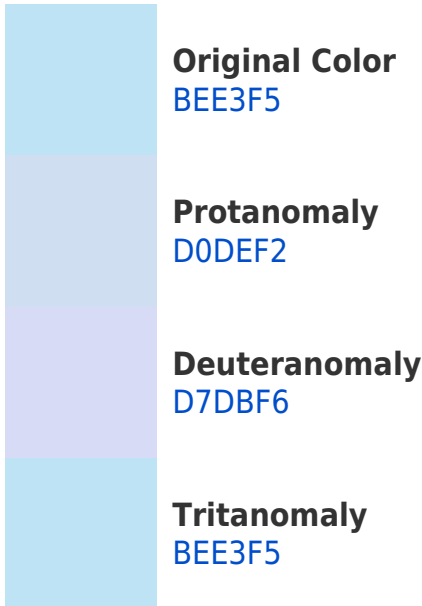 Original Color
BEE3F5
Protanomaly
D0DEF2
Deuteranomaly
D7DBF6
Tritanomaly
BEE3F5